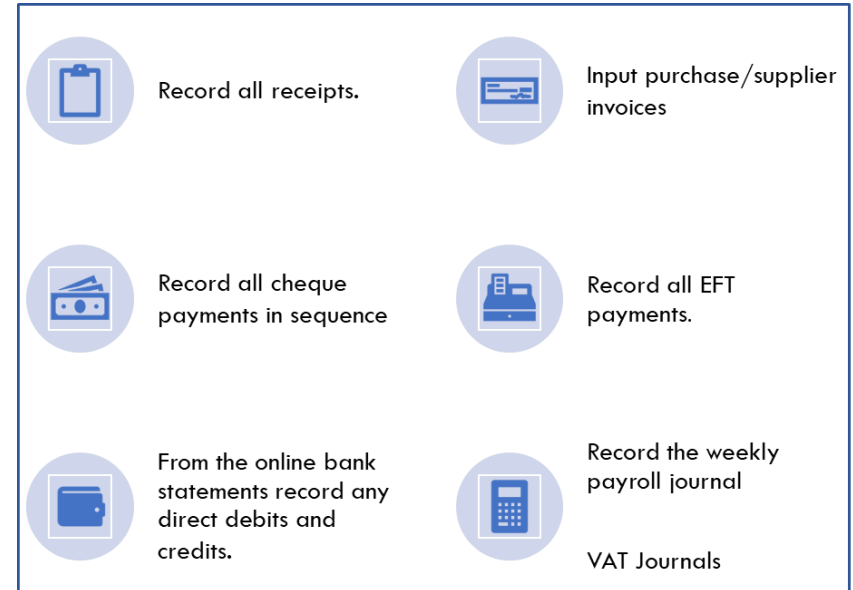 Record all receipts.
Input purchase/supplier
invoices
Record all cheque
payments in sequence
Record all EFT
payments.
From the online bank
statements record any
direct debits and
credits.
Record the weekly
payroll journal
VAT Journals